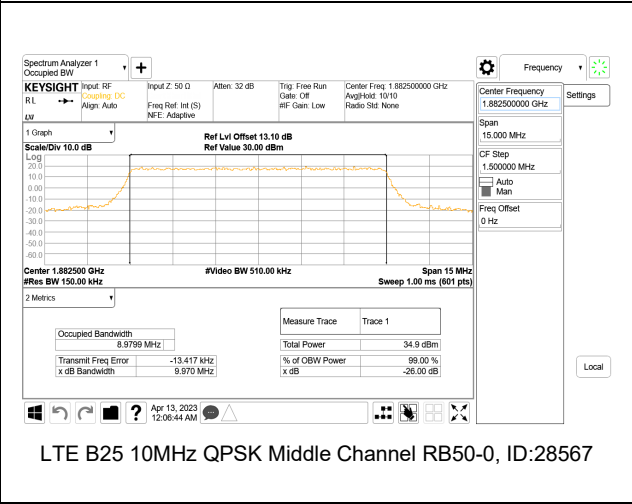 Spectrum Analyzer 1
Occupied BW
Frequency
KEYSIGHT
Input: RF
Coupling: DC
Align: Auto
Input Z: 50 Ω
Freq Ref: Int (S)
NFE: Adaptive
Atten: 32 dB
Trig: Free Run
Gate: Off
#IF Gain: Low
Center Freq: 1.882500000 GHz
Avg|Hold: 10/10
Radio Std: None
RL
LXI
Center Frequency
1.882500000 GHz
Settings
Span
15.000 MHz
CF Step
1.500000 MHz
Auto
Man
Freq Offset
0 Hz
Local
1 Graph
Scale/Div 10.0 dB
Ref Lvl Offset 13.10 dB
Ref Value 30.00 dBm
Log
20.0
10.0
0.00
-10.0
-20.0
-30.0
-40.0
-50.0
-60.0
Center 1.882500 GHz
#Video BW 510.00 kHz
Span 15 MHz
#Res BW 150.00 kHz
Sweep 1.00 ms (601 pts)
2 Metrics
Measure Trace Trace 1
Occupied Bandwidth
8.9799 MHz
Total Power 34.9 dBm
Transmit Freq Error -13.417 kHz
% of OBW Power 99.00 %
x dB Bandwidth 9.970 MHz
x dB -26.00 dB
?
Apr 13, 2023
12:06:44 AM
LTE B25 10MHz QPSK Middle Channel RB50-0, ID:28567